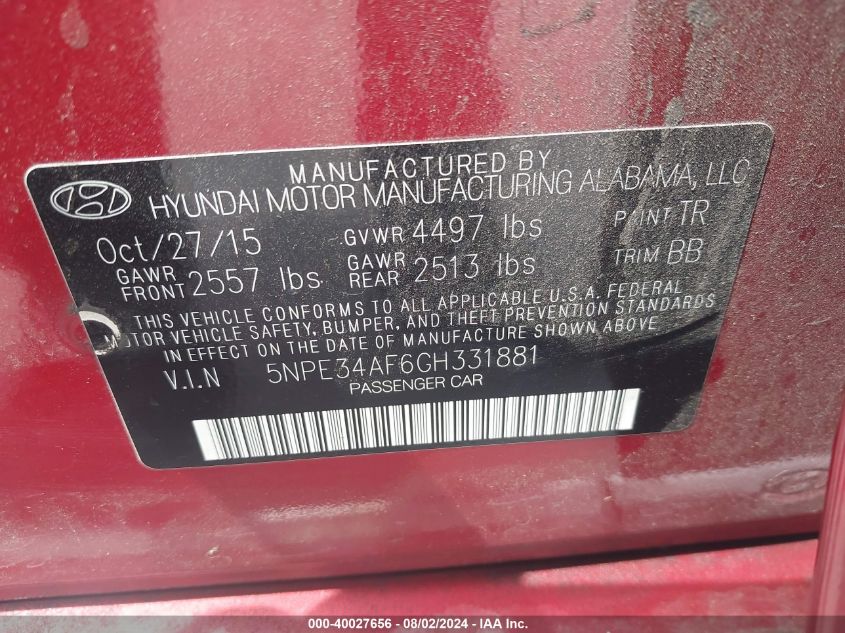 MANUFACTURED BY
HYUNDAI MOTOR MANUFACTURING ALABAMA, LLC
Oct/27/15 GVWR 4497 lbs PAINT TR
GAWR FRONT 2557 lbs GAWR REAR 2513 lbs TRIM BB
THIS VEHICLE CONFORMS TO ALL APPLICABLE U.S.A. FEDERAL
MOTOR VEHICLE SAFETY, BUMPER, AND THEFT PREVENTION STANDARDS
IN EFFECT ON THE DATE OF MANUFACTURE SHOWN ABOVE
V.I.N 5NPE34AF6GH331881
PASSENGER CAR
000-40027656 - 08/02/2024 - IAA Inc.